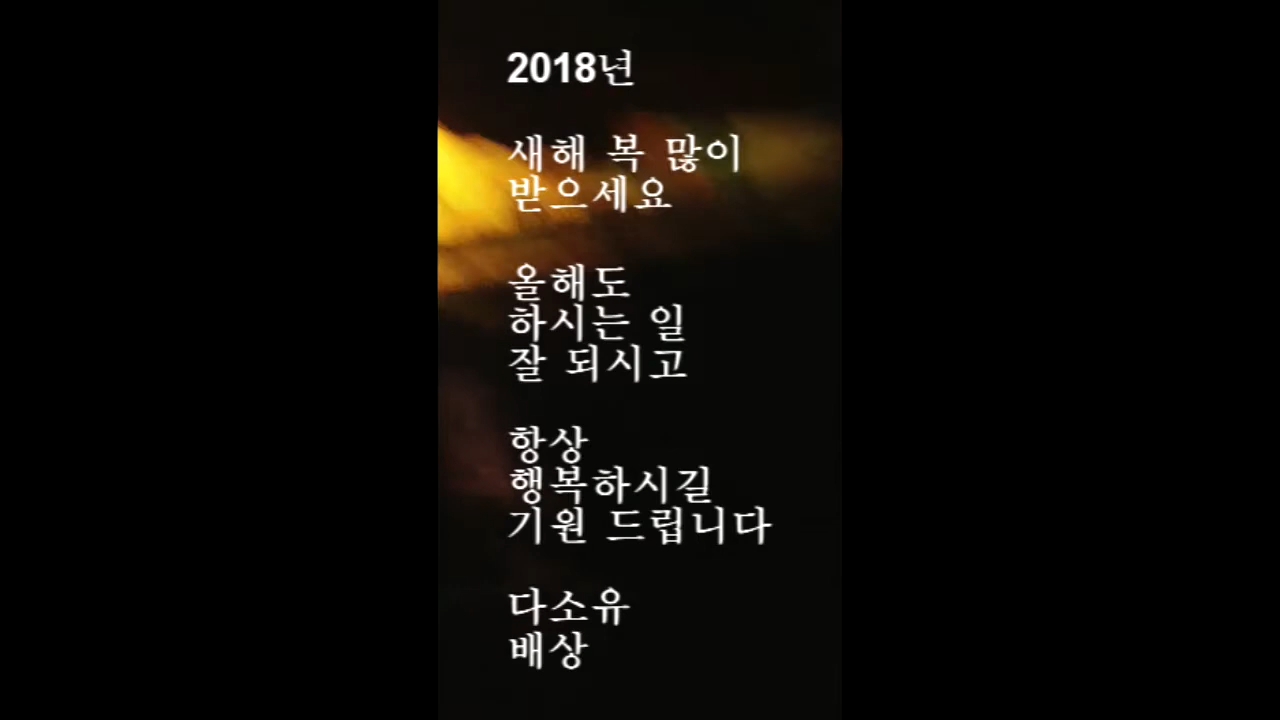 2018년
새해 복 많이
받으세요
올해도
하시는 일
잘 되시고
항상
행복하시길
기원 드립니다
다소유
배상